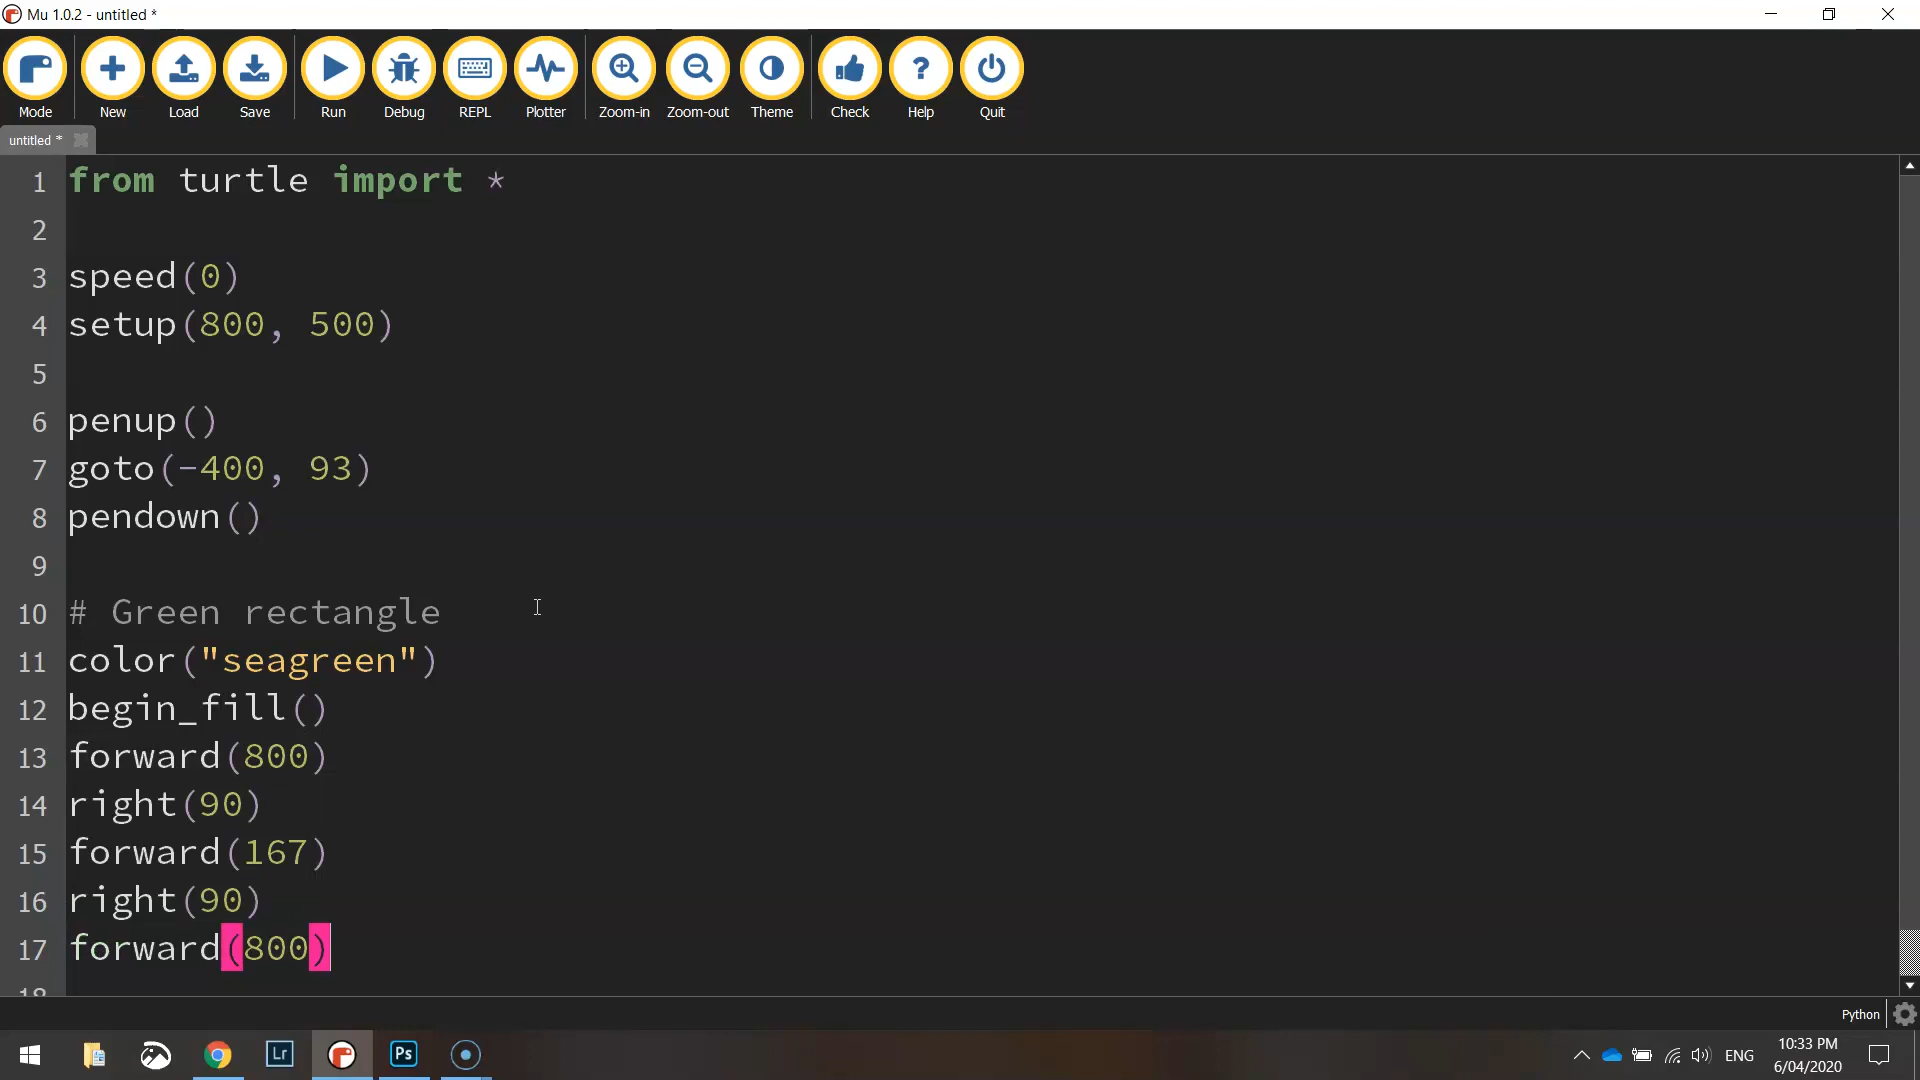 Mu 1.0.2 - untitled *
Mode New Load Save Run Debug REPL Plotter Zoom-in Zoom-out Theme Check Help Quit
untitled *
1 from turtle import *
2
3 speed(0)
4 setup(800, 500)
5
6 penup()
7 goto(-400, 93)
8 pendown()
9
10 # Green rectangle
11 color("seagreen")
12 begin_fill()
13 forward(800)
14 right(90)
15 forward(167)
16 right(90)
17 forward(800)
18
Python
Lr Ps ENG 10:33 PM
6/04/2020